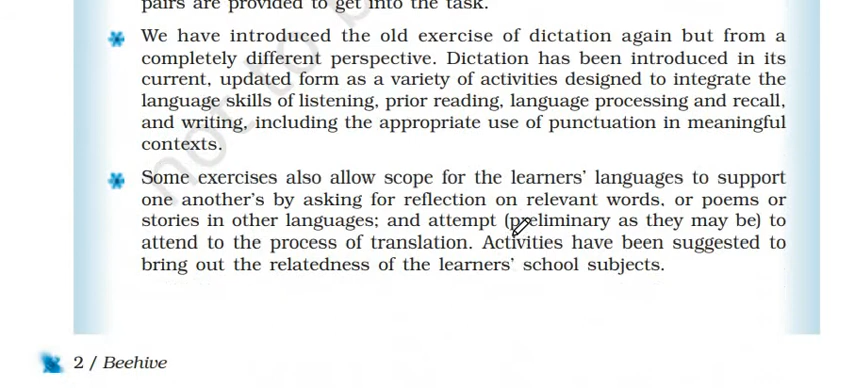 pairs are provided to get into the task.
We have introduced the old exercise of dictation again but from a
completely different perspective. Dictation has been introduced in its
current, updated form as a variety of activities designed to integrate the
language skills of listening, prior reading, language processing and recall,
and writing, including the appropriate use of punctuation in meaningful
contexts.
Some exercises also allow scope for the learners' languages to support
one another's by asking for reflection on relevant words, or poems or
stories in other languages; and attempt (preliminary as they may be) to
attend to the process of translation. Activities have been suggested to
bring out the relatedness of the learners' school subjects.
not to b
2 / Beehive